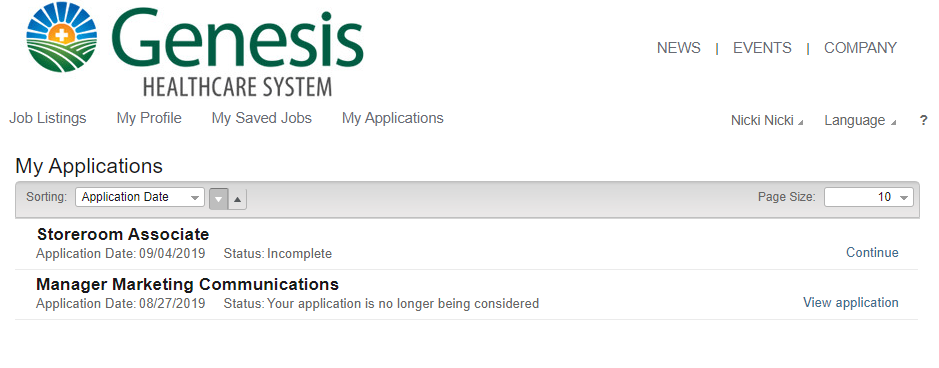 Genesis
HEALTHCARE SYSTEM
NEWS | EVENTS | COMPANY
Job Listings My Profile My Saved Jobs My Applications
Nicki Nicki Language ?
My Applications
Sorting: Application Date Page Size: 10
Storeroom Associate
Application Date: 09/04/2019 Status: Incomplete Continue
Manager Marketing Communications
Application Date: 08/27/2019 Status: Your application is no longer being considered View application